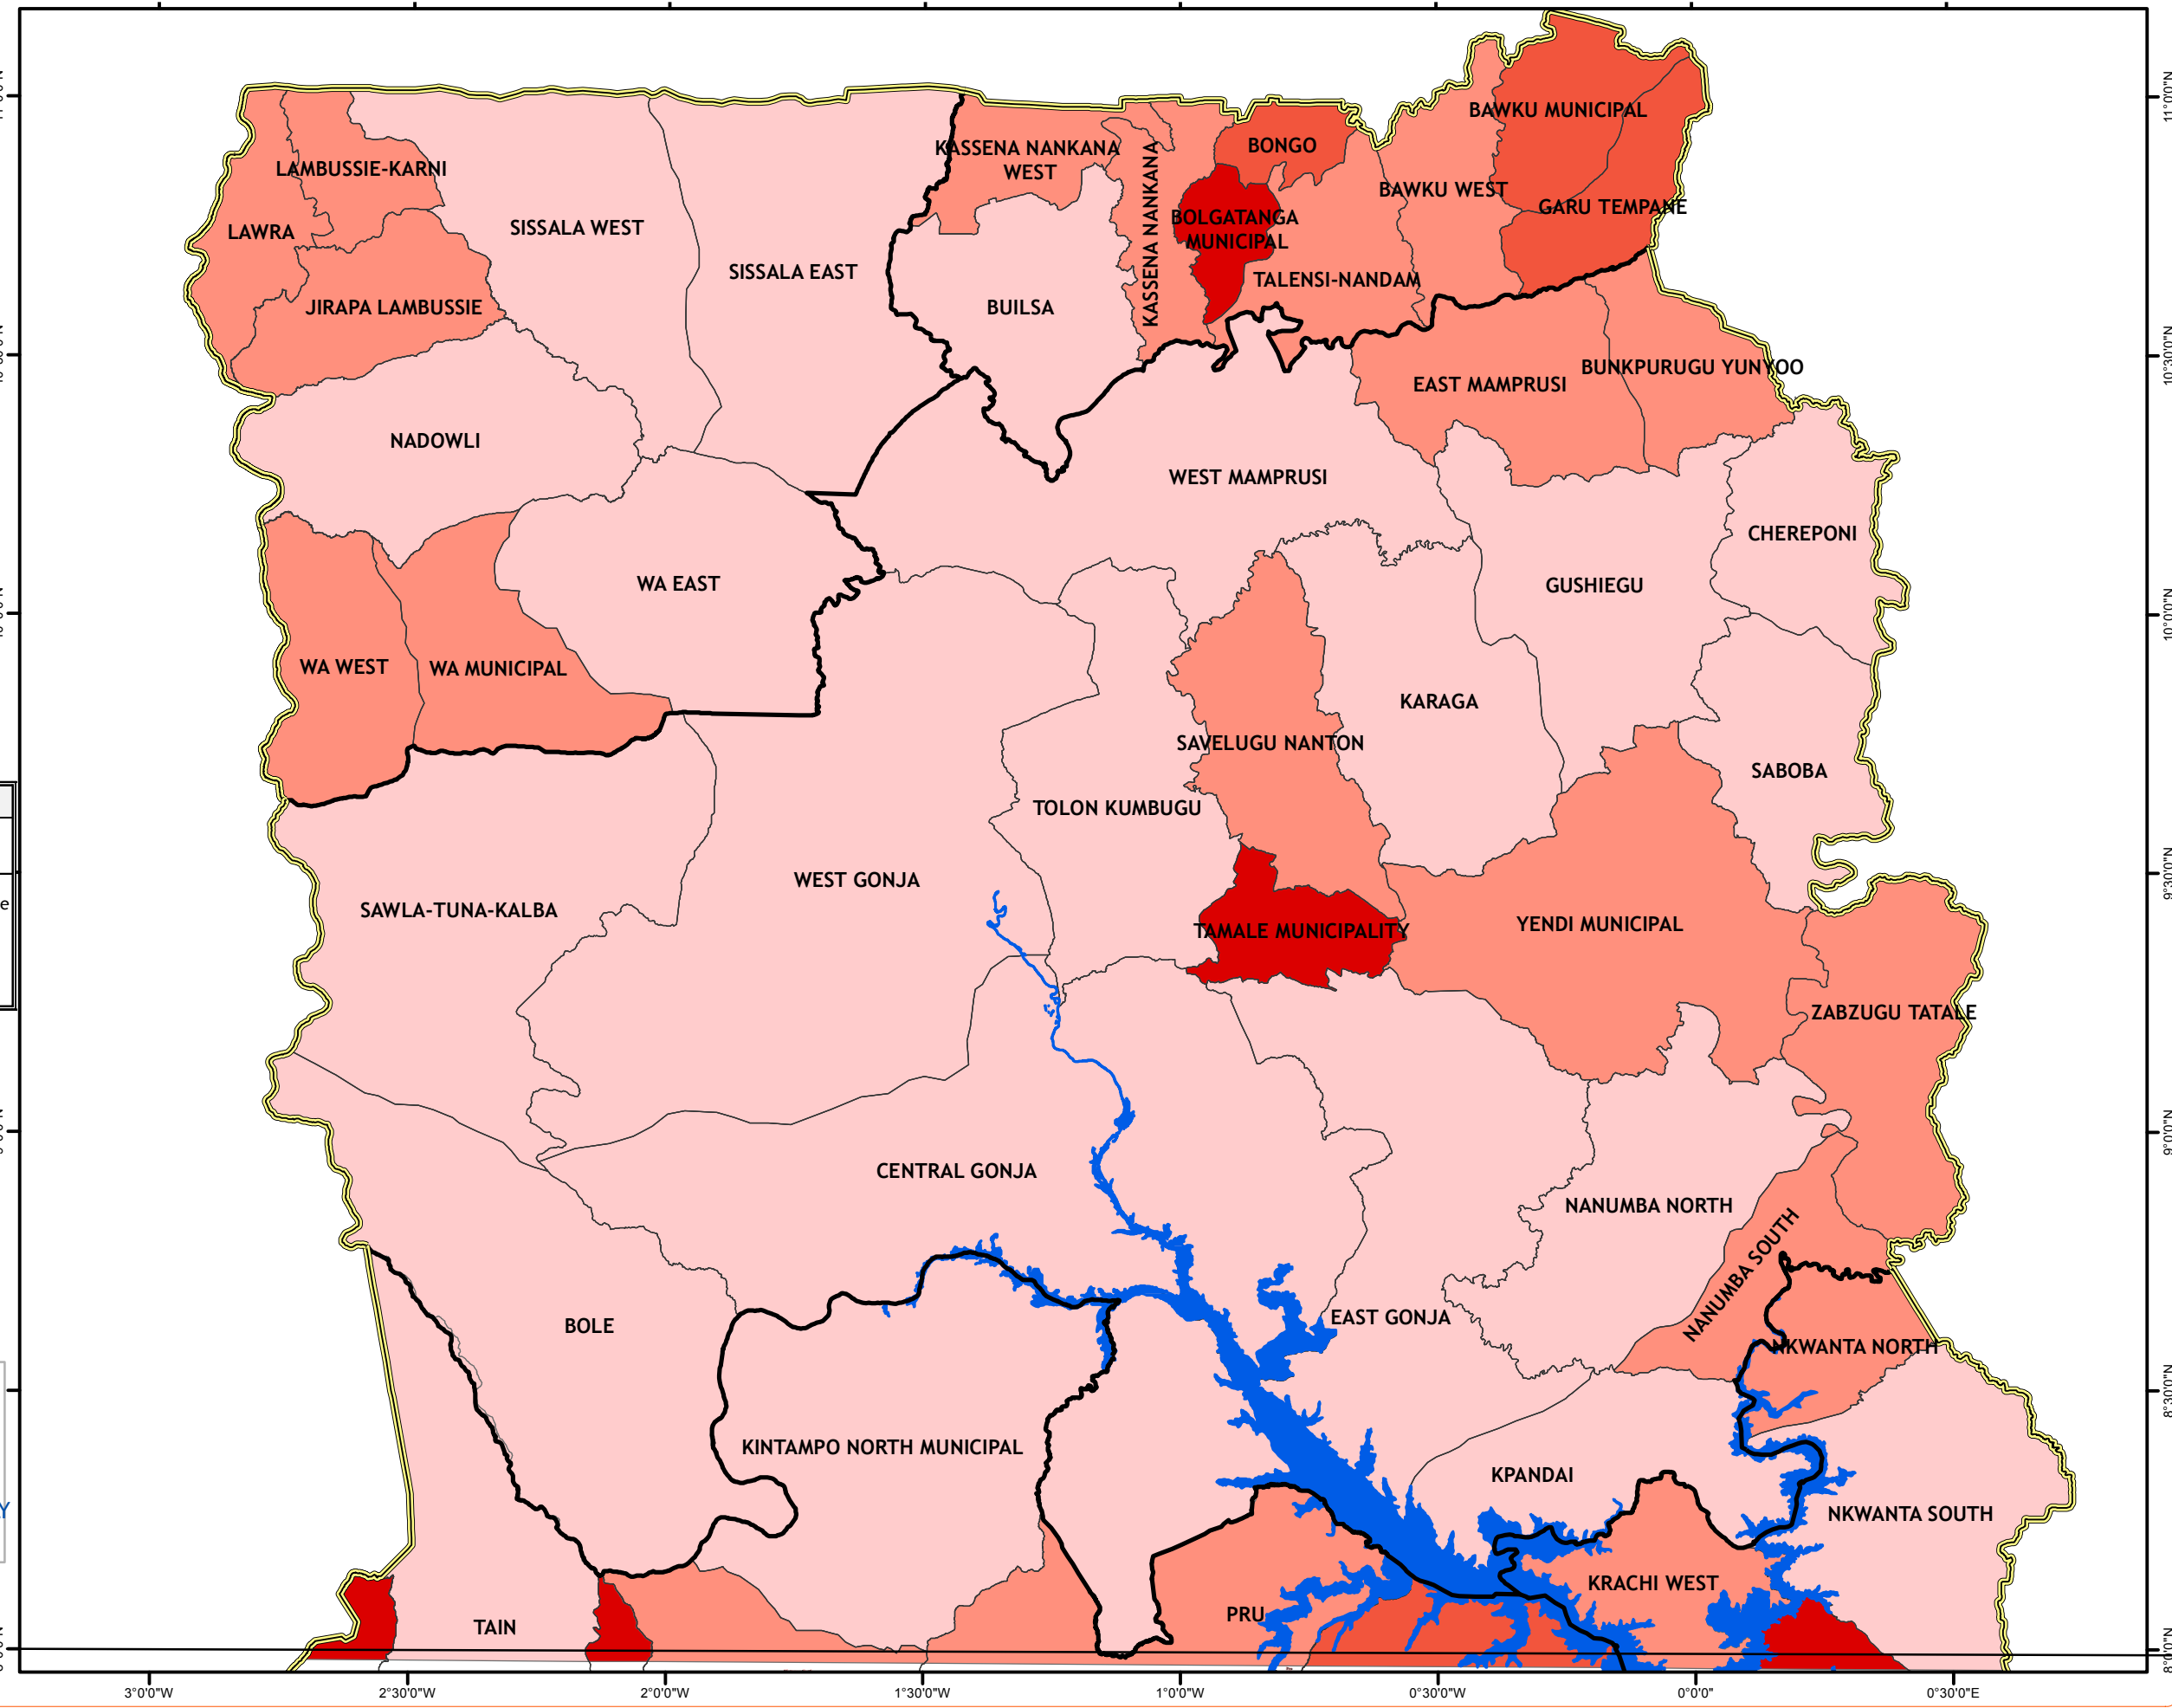 BAWKU MUNICIPAL
KASSENA NANKANA
WEST
BONGO
LAMBUSSIE-KARNI
KASSENA NANKANA
BAWKU WEST
GARU TEMPANE
LAWRA
SISSALA WEST
BOLGATANGA
MUNICIPAL
SISSALA EAST
TALENSI-NANDAM
JIRAPA LAMBUSSIE
BUILSA
EAST MAMPRUSI
BUNKPURUGU YUNYOO
NADOWLI
WEST MAMPRUSI
CHEREPONI
WA EAST
GUSHIEGU
WA WEST
WA MUNICIPAL
KARAGA
SAVELUGU NANTON
SABOBA
TOLON KUMBUGU
WEST GONJA
SAWLA-TUNA-KALBA
TAMALE MUNICIPALITY
YENDI MUNICIPAL
ZABZUGU TATALE
CENTRAL GONJA
NANUMBA NORTH
NANUMBA SOUTH
BOLE
EAST GONJA
NKWANTA NORTH
KINTAMPO NORTH MUNICIPAL
KPANDAI
NKWANTA SOUTH
KRACHI WEST
PRU
TAIN
11°0'0"N
10°30'0"N
10°0'0"N
9°30'0"N
9°0'0"N
8°30'0"N
8°0'0"N
3°0'0"W
2°30'0"W
2°0'0"W
1°30'0"W
1°0'0"W
0°30'0"W
0°0'0"
0°30'0"E